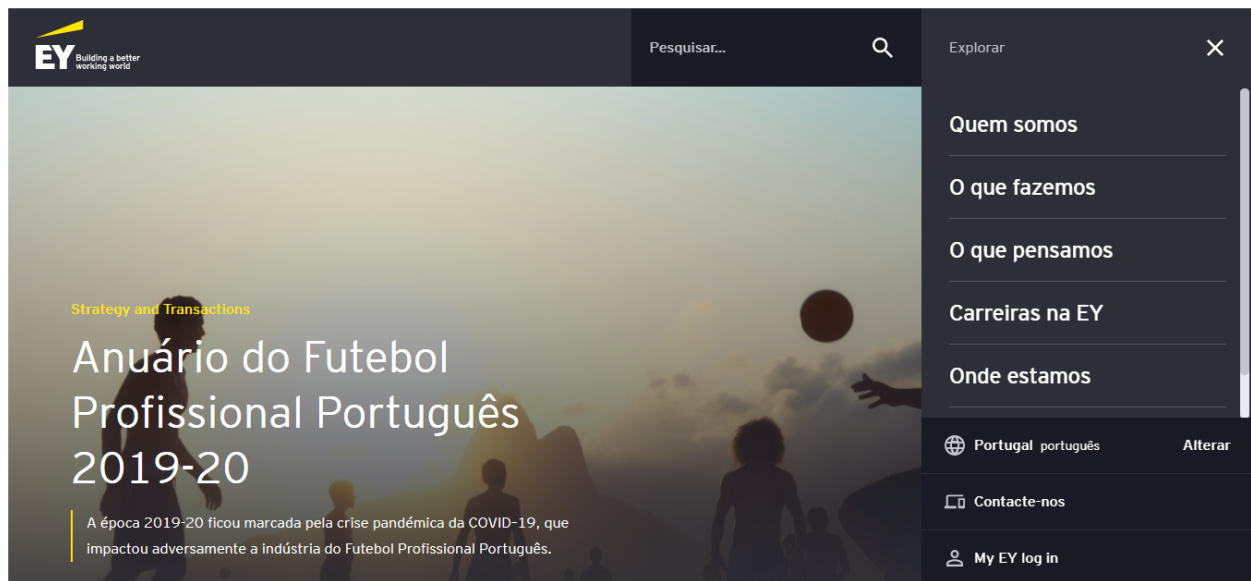 EY
Building a better
working world
Pesquisar...
Explorar
Quem somos
O que fazemos
O que pensamos
Carreiras na EY
Onde estamos
Portugal português Alterar
Contacte-nos
My EY log in
Strategy and Transactions
Anuário do Futebol
Profissional Português
2019-20
A época 2019-20 ficou marcada pela crise pandémica da COVID-19, que
impactou adversamente a indústria do Futebol Profissional Português.